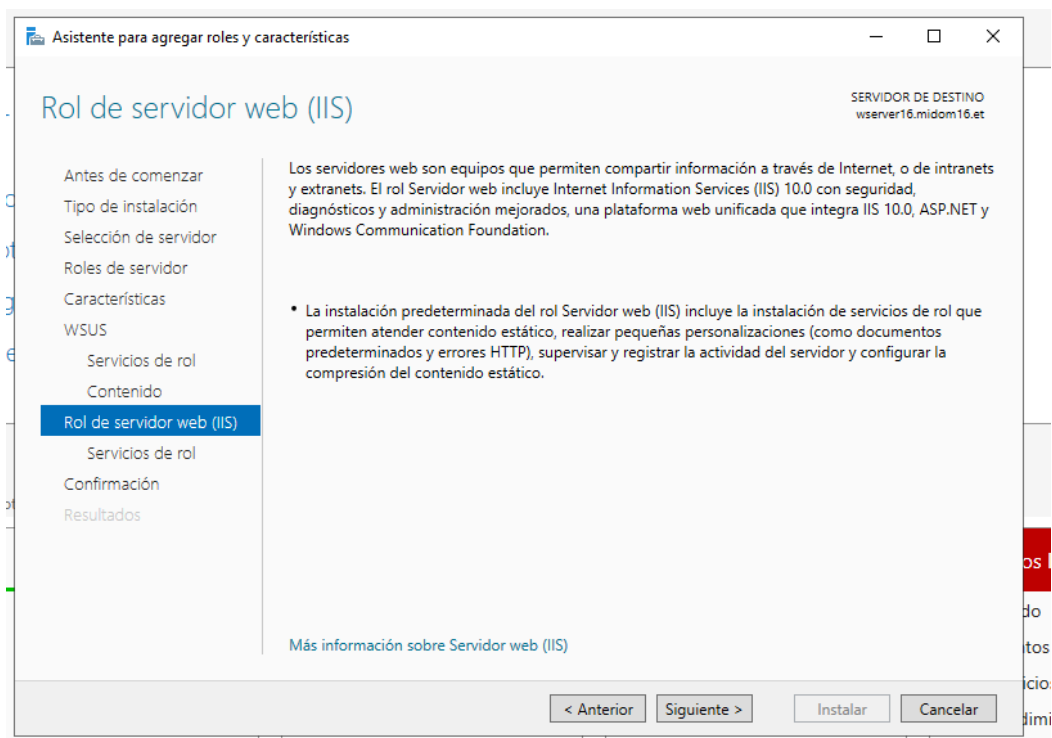 Asistente para agregar roles y características
Rol de servidor web (IIS)
SERVIDOR DE DESTINO
wserver16.midom16.et
Antes de comenzar
Tipo de instalación
Selección de servidor
Roles de servidor
Características
WSUS
Servicios de rol
Contenido
Rol de servidor web (IIS)
Servicios de rol
Confirmación
Resultados
Los servidores web son equipos que permiten compartir información a través de Internet, o de intranets
y extranets. El rol Servidor web incluye Internet Information Services (IIS) 10.0 con seguridad,
diagnósticos y administración mejorados, una plataforma web unificada que integra IIS 10.0, ASP.NET y
Windows Communication Foundation.
• La instalación predeterminada del rol Servidor web (IIS) incluye la instalación de servicios de rol que
permiten atender contenido estático, realizar pequeñas personalizaciones (como documentos
predeterminados y errores HTTP), supervisar y registrar la actividad del servidor y configurar la
compresión del contenido estático.
Más información sobre Servidor web (IIS)
< Anterior
Siguiente >
Instalar
Cancelar